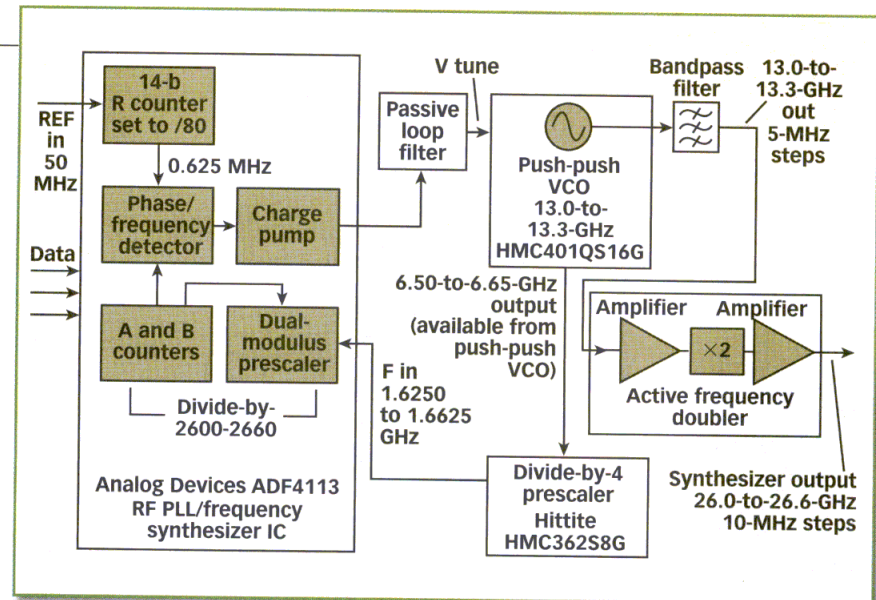 14-b
R counter
set to /80
REF
in
50
MHz
0.625 MHz
Phase/
frequency
detector
Charge
pump
Data
A and B
counters
Dual-
modulus
prescaler
Divide-by-
2600-2660
Analog Devices ADF4113
RF PLL/frequency
synthesizer IC
Passive
loop
filter
V tune
Push-push
VCO
13.0-to-
13.3-GHz
HMC401QS16G
Bandpass
filter
13.0-to-
13.3-GHz
out
5-MHz
steps
6.50-to-6.65-GHz
output
(available from
push-push
VCO)
F in
1.6250
to 1.6625
GHz
Divide-by-4
prescaler
Hittite
HMC362S8G
Amplifier
×2
Amplifier
Active frequency
doubler
Synthesizer output
26.0-to-26.6-GHz
10-MHz steps